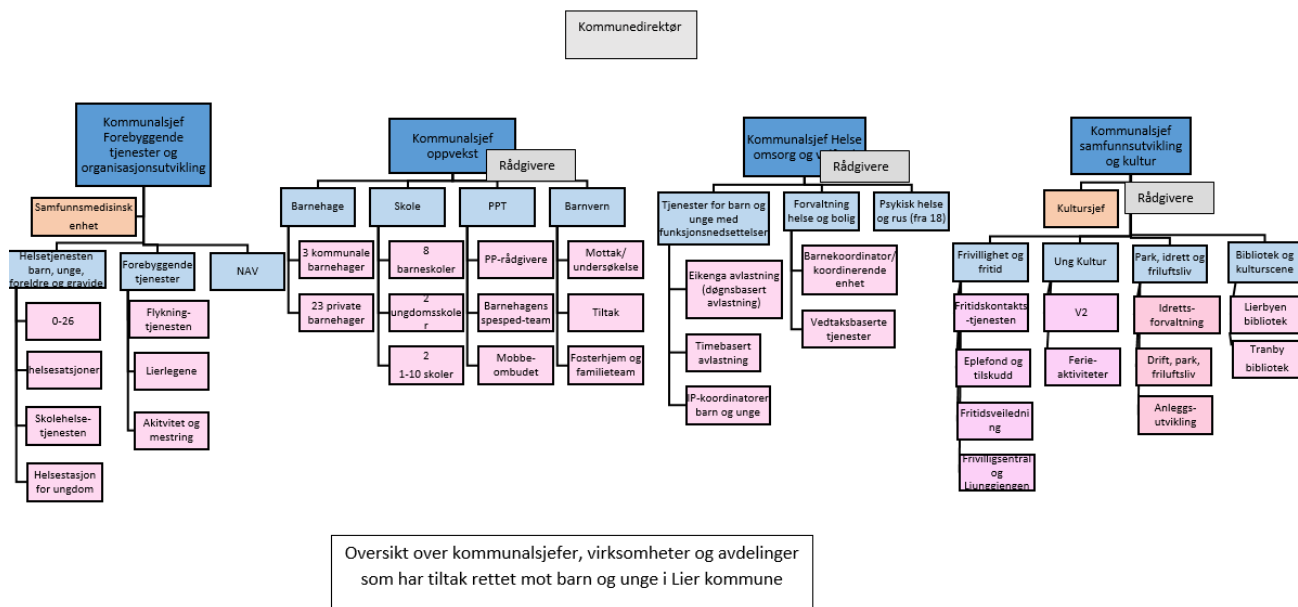 Kommunedirektør
Kommunalsjef
Forebyggende
tjenester og
organisasjonsutvikling
Samfunnsmedisinsk
enhet
Helsetjenesten
barn, unge,
foreldre og gravide
0-26
helsesatsjoner
Skolehelse-
tjenesten
Helsestasjon
for ungdom
Forebyggende
tjenester
Flykning-
tjenesten
Lierlegene
Akitvitet og
mestring
NAV
Kommunalsjef
oppvekst
Rådgivere
Barnehage
3 kommunale
barnehager
23 private
barnehager
Skole
8
barneskoler
2
ungdomsskole
r
2
1-10 skoler
PPT
PP-rådgivere
Barnehagens
spesped-team
Mobbe-
ombudet
Barnvern
Mottak/
undersøkelse
Tiltak
Fosterhjem og
familieteam
Kommunalsjef Helse
omsorg og
Rådgivere
Tjenester for barn og
unge med
funksjonsnedsettelser
Eikenga avlastning
(døgnsbasert
avlastning)
Timebasert
avlastning
IP-koordinatorer
barn og unge
Forvaltning
helse og bolig
Barnekoordinator/
koordinerende
enhet
Vedtaksbaserte
tjenester
Psykisk helse
og rus (fra 18)
Kommunalsjef
samfunnsutvikling
og kultur
Rådgivere
Kultursjef
Frivillighet og
fritid
Fritidskontakts
-tjenesten
Eplefond og
tilskudd
Fritidsveiledni
ng
Frivilligsentral
og
Ljunggjengen
Ung Kultur
V2
Ferie-
aktiviteter
Park, idrett og
friluftsliv
Idretts-
forvaltning
Drift, park,
friluftsliv
Anleggs-
utvikling
Bibliotek og
kulturscene
Lierbyen
bibliotek
Tranby
bibliotek
Oversikt over kommunalsjefer, virksomheter og avdelinger
som har tiltak rettet mot barn og unge i Lier kommune